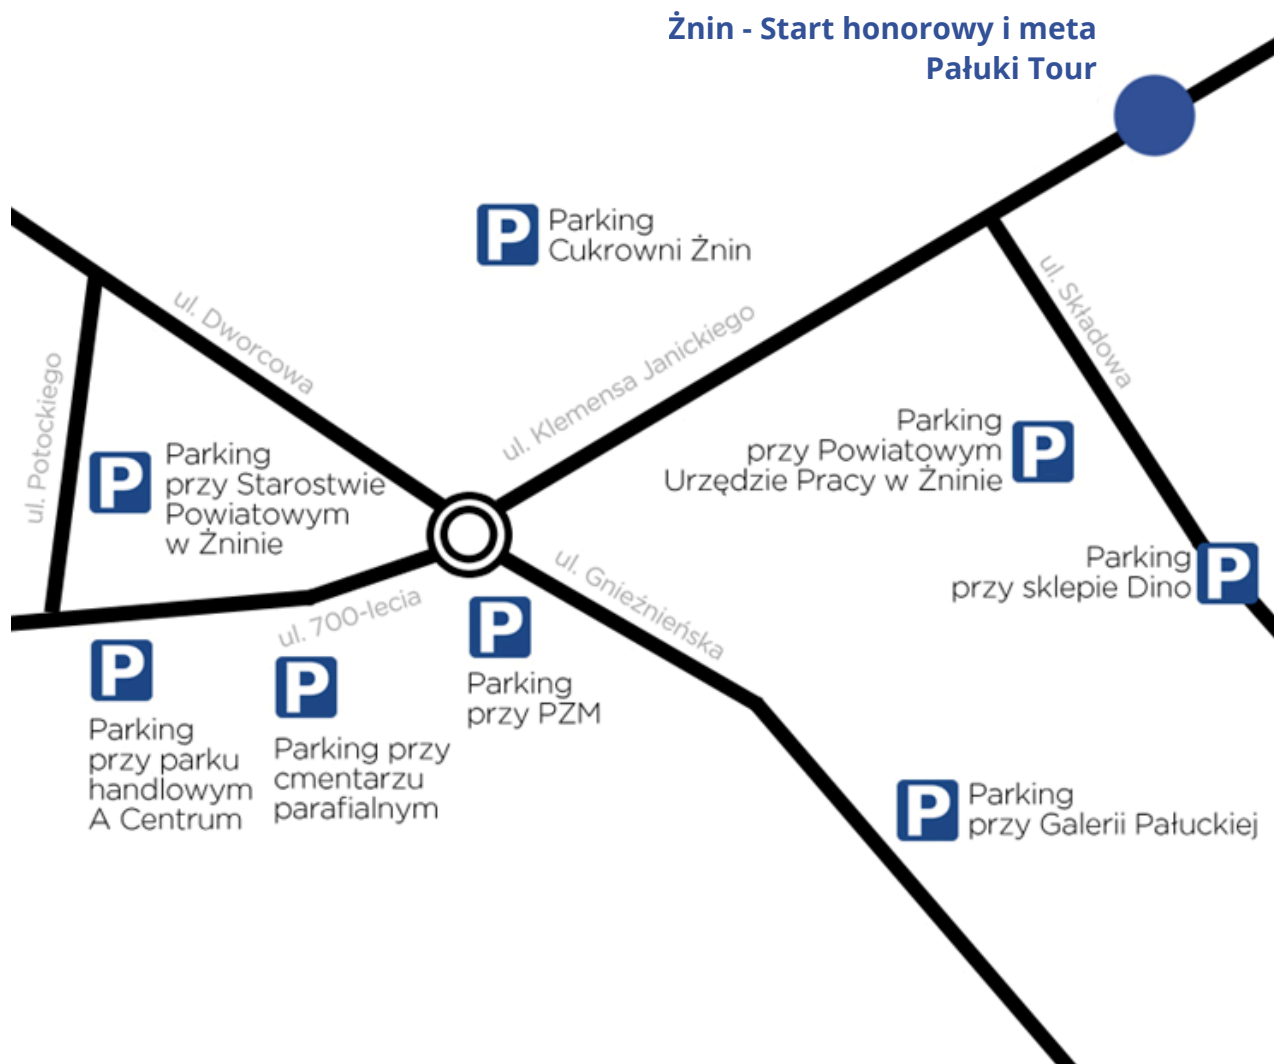 Żnin - Start honorowy i meta
Pałuki Tour
P
Parking
Cukrowni Żnin
ul. Dworcowa
ul. Klemensa Janickiego
ul. Składowa
ul. Potockiego
P
Parking
przy Starostwie
Powiatowym
w Żninie
Parking
przy Powiatowym
Urzędzie Pracy w Żninie
P
Parking
przy sklepie Dino
P
ul. 700-lecia
ul. Gnieźnieńska
P
Parking
przy parku
handlowym
A Centrum
P
Parking przy
cmentarzu
parafialnym
P
Parking
przy PZM
P
Parking
przy Galerii Pałuckiej